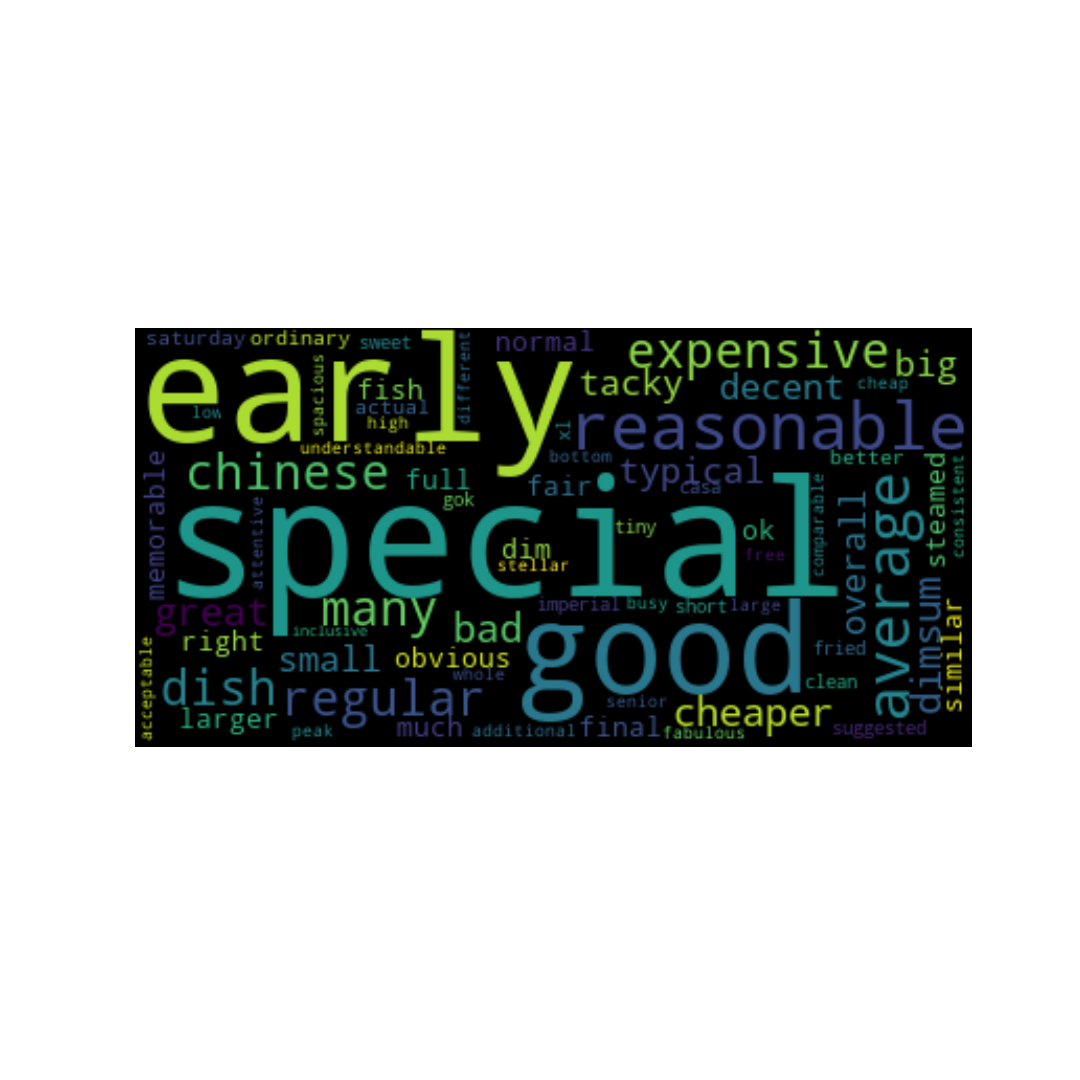 saturday ordinary sweet normal
early
expensive big
tacky decent cheap
fish
low actual
high
spacious
different
xl reasonable
understandable
bottom better
chinese full fair typical casa
gok
memorable
attentive
special
tiny ok
dim free
stellar
comparable
overall
average
steamed
consistent
great many imperial busy short large
inclusive bad good
right
small obvious fried
whole clean
dish regular senior cheaper
larger
peak much additional final fabulous suggested
acceptable
dimsum
similar